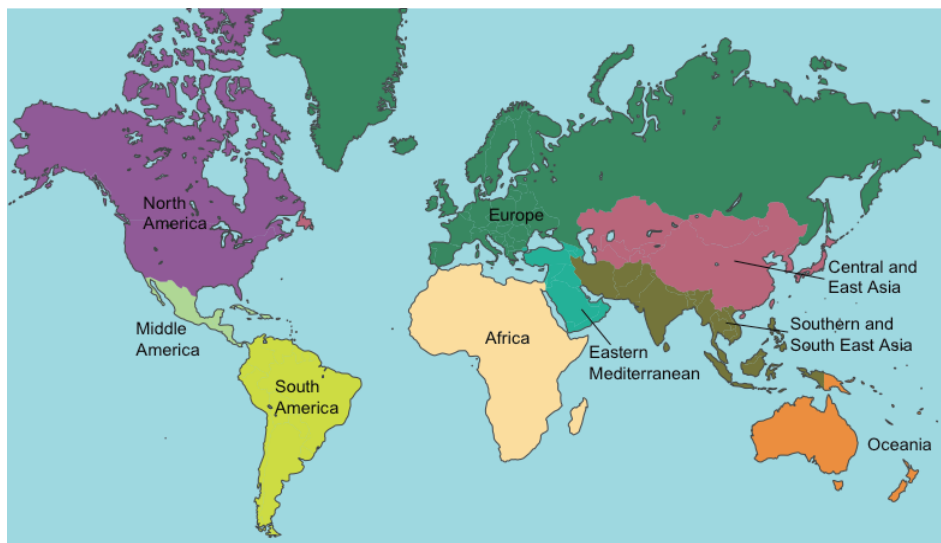 North
America
Europe
Central and
East Asia
Middle
America
Africa
Eastern
Mediterranean
Southern and
South East Asia
South
America
Oceania